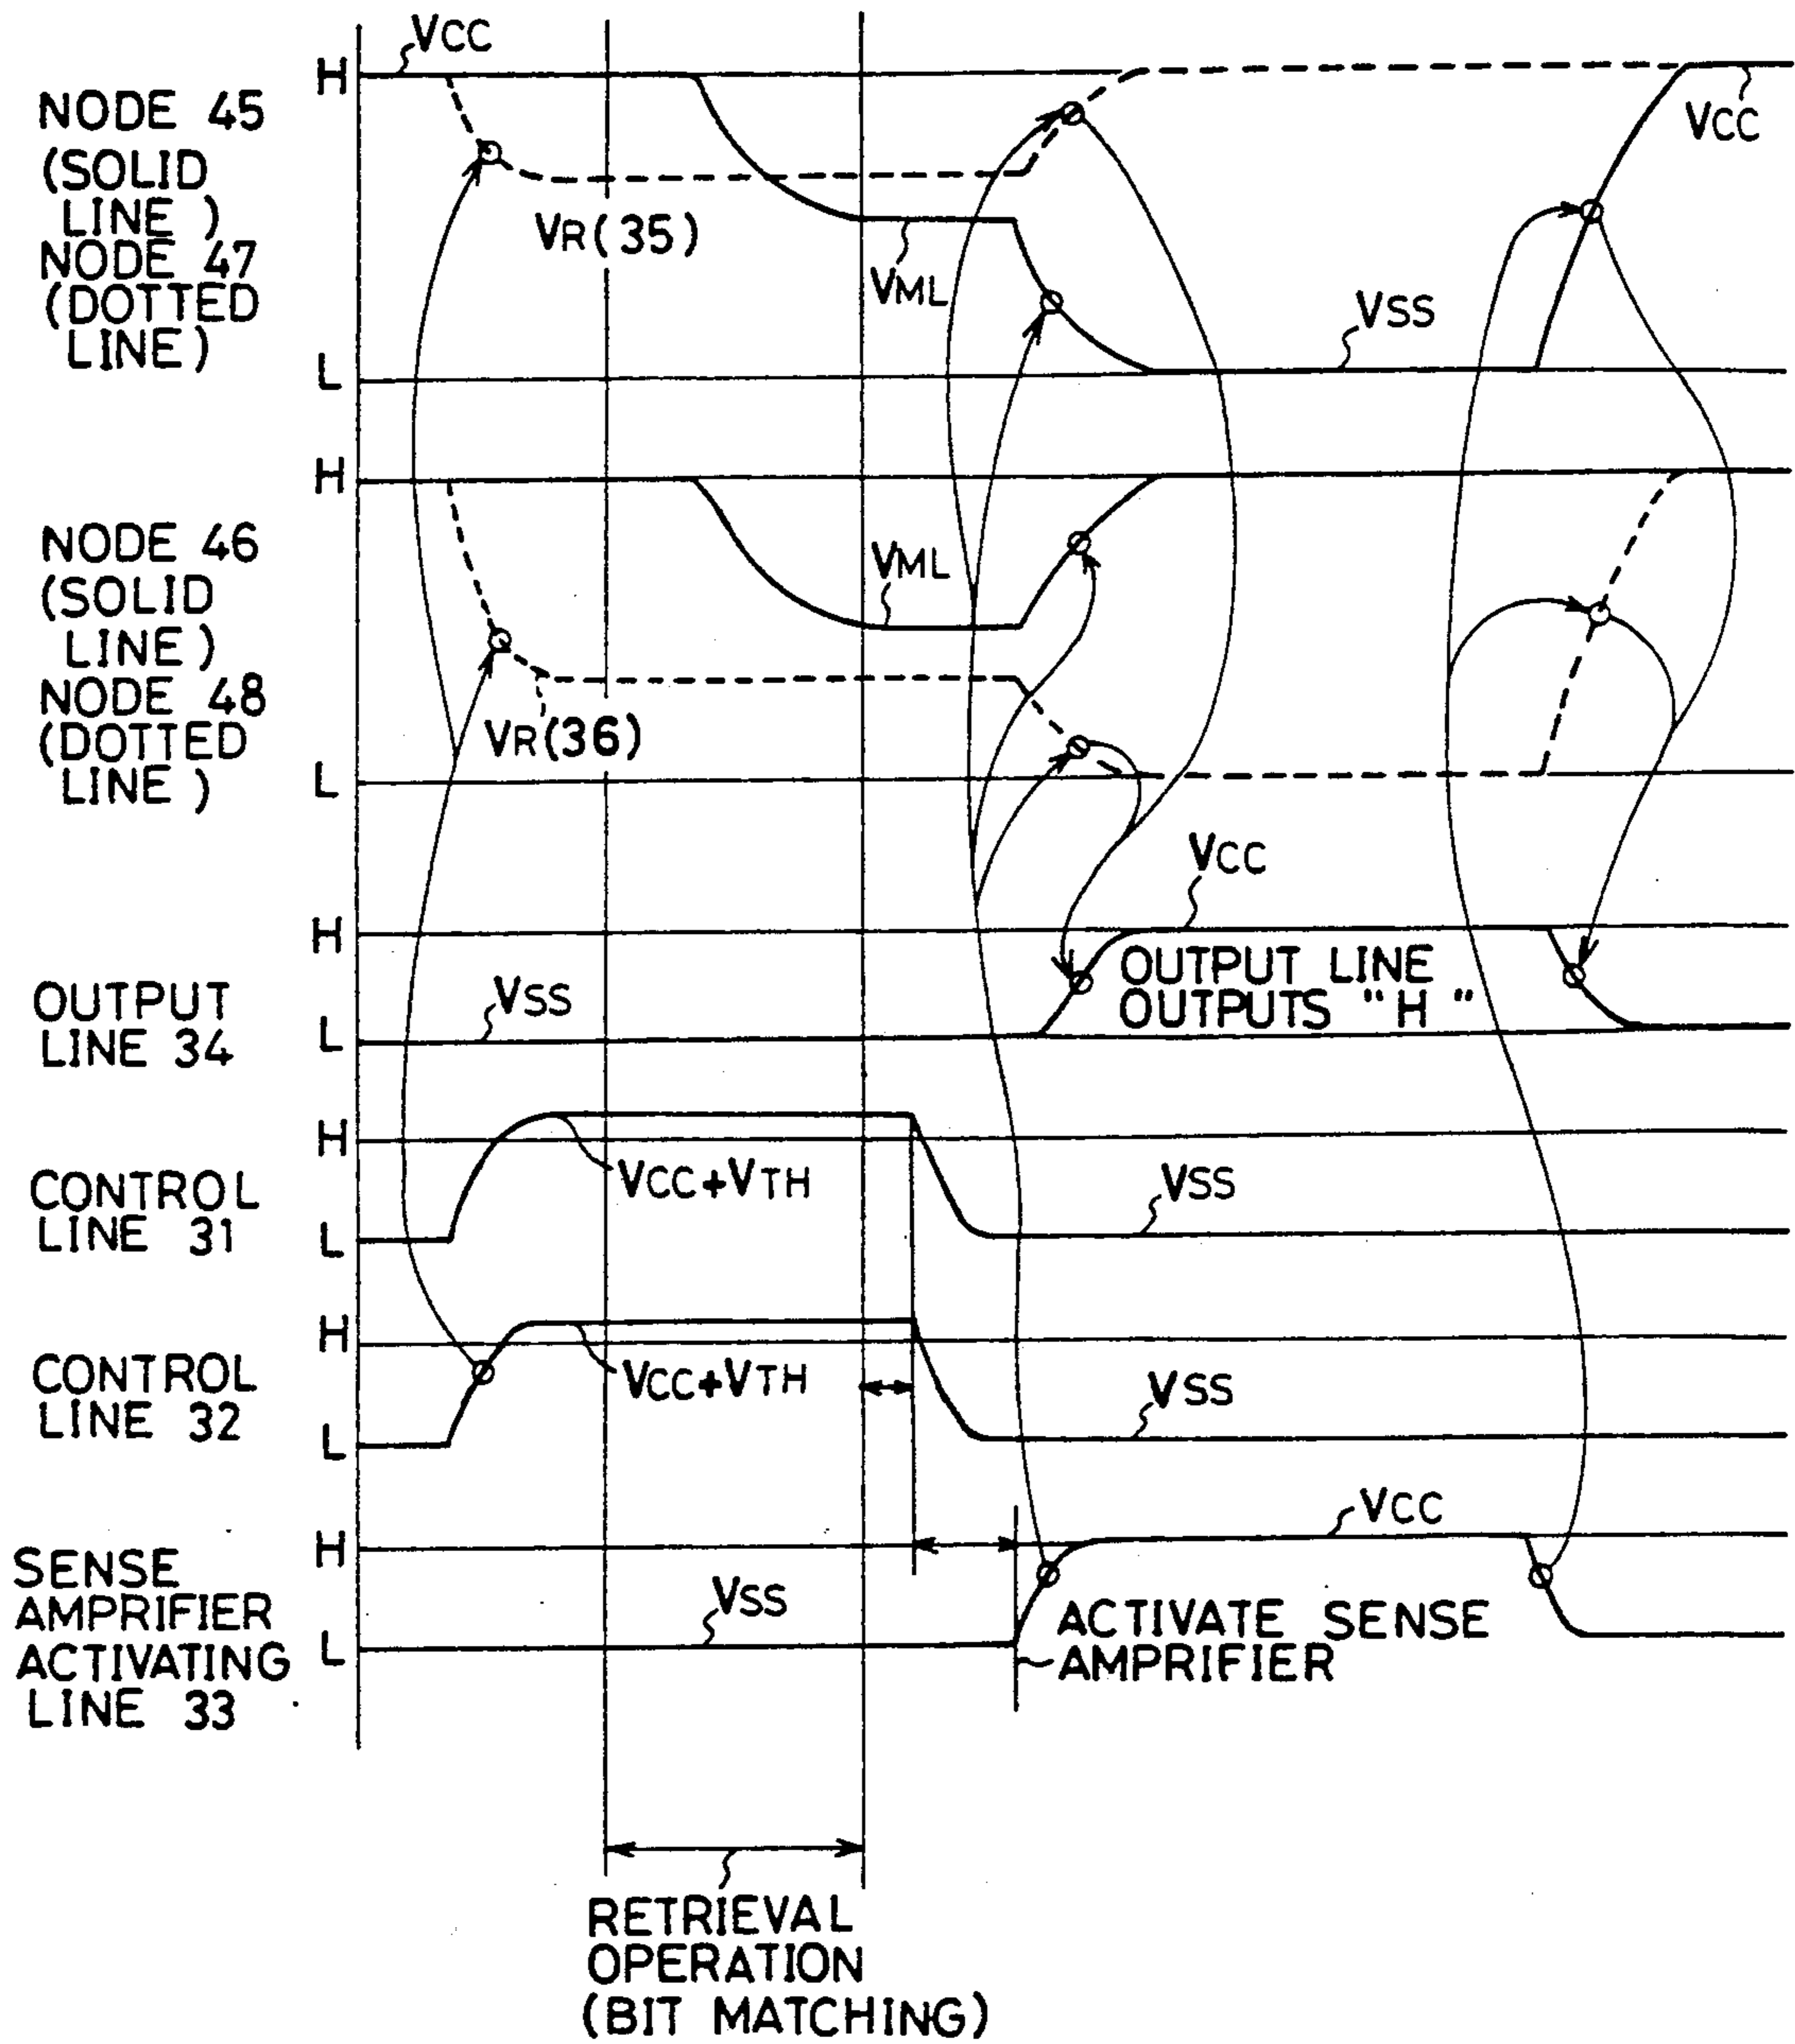 VCC
H
NODE 45
(SOLID
LINE )
NODE 47
(DOTTED
LINE)
VR(35)
VML
VSS
VCC
L
H
NODE 46
(SOLID
LINE )
NODE 48
(DOTTED
LINE )
VML
VR(36)
L
VCC
H
OUTPUT
LINE 34
VSS
OUTPUT LINE
OUTPUTS "H "
L
H
CONTROL
LINE 31
VCC+VTH
VSS
L
H
CONTROL
LINE 32
VCC+VTH
VSS
L
VCC
H
SENSE
AMPRIFIER
ACTIVATING
LINE 33
VSS
L
ACTIVATE SENSE
AMPRIFIER
RETRIEVAL
OPERATION
(BIT MATCHING)